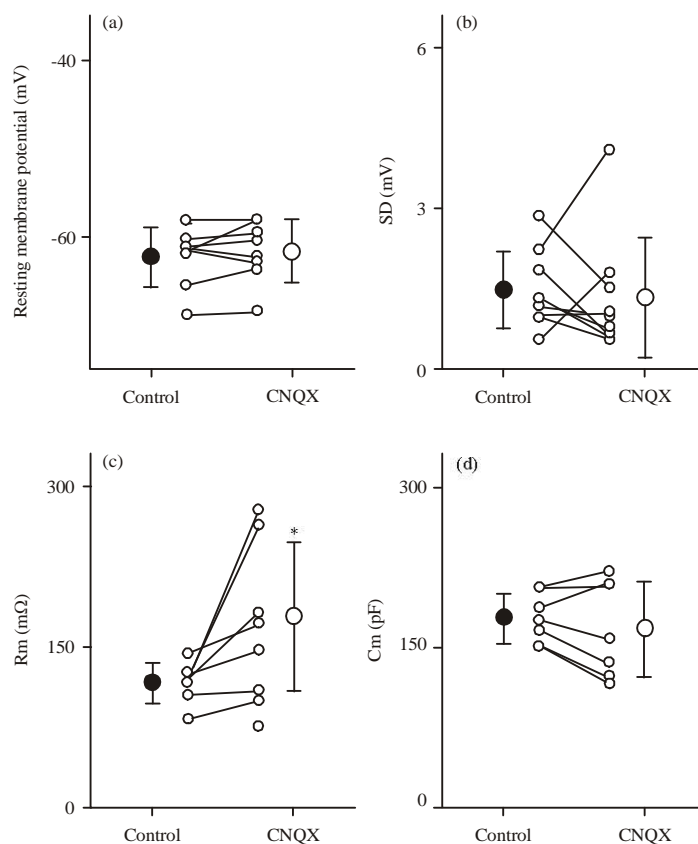 (a)
Resting membrane potential (mV)
-40
-60
Control
CNQX
(b)
SD (mV)
6
3
0
Control
CNQX
(c)
Rm (mΩ)
300
150
0
*
Control
CNQX
(d)
Cm (pF)
300
150
0
Control
CNQX